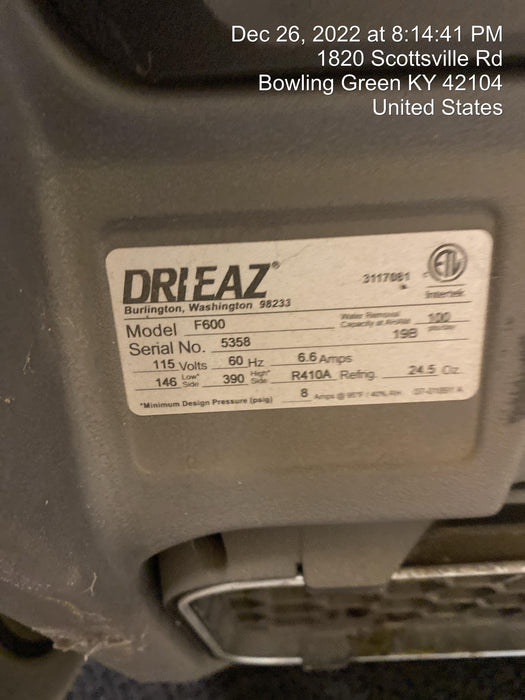 Dec 26, 2022 at 8:14:41 PM
1820 Scottsville Rd
Bowling Green KY 42104
United States
DRIEAZ®
Burlington, Washington 98233
3117081
ETL
Intertek
Model F600
Water Removal Capacity at AHAM 100
Serial No. 5358
19B
115 Volts 60 Hz 6.6 Amps
146 Low* Side 390 High* Side R410A Refrig. 24.5 Oz.
*Minimum Design Pressure (psig) 8 Amps @